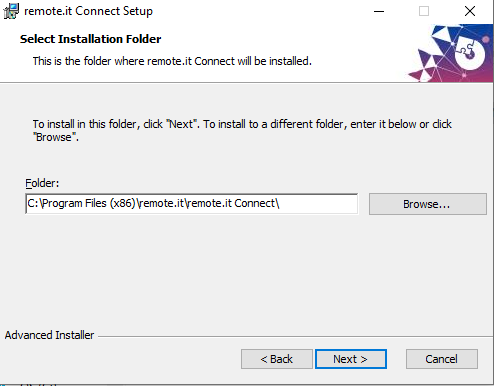 remote.it Connect Setup
Select Installation Folder
This is the folder where remote.it Connect will be installed.
To install in this folder, click "Next". To install to a different folder, enter it below or click
"Browse".
Folder:
C:\Program Files (x86)\remote.it\remote.it Connect\
Browse...
Advanced Installer
< Back
Next >
Cancel